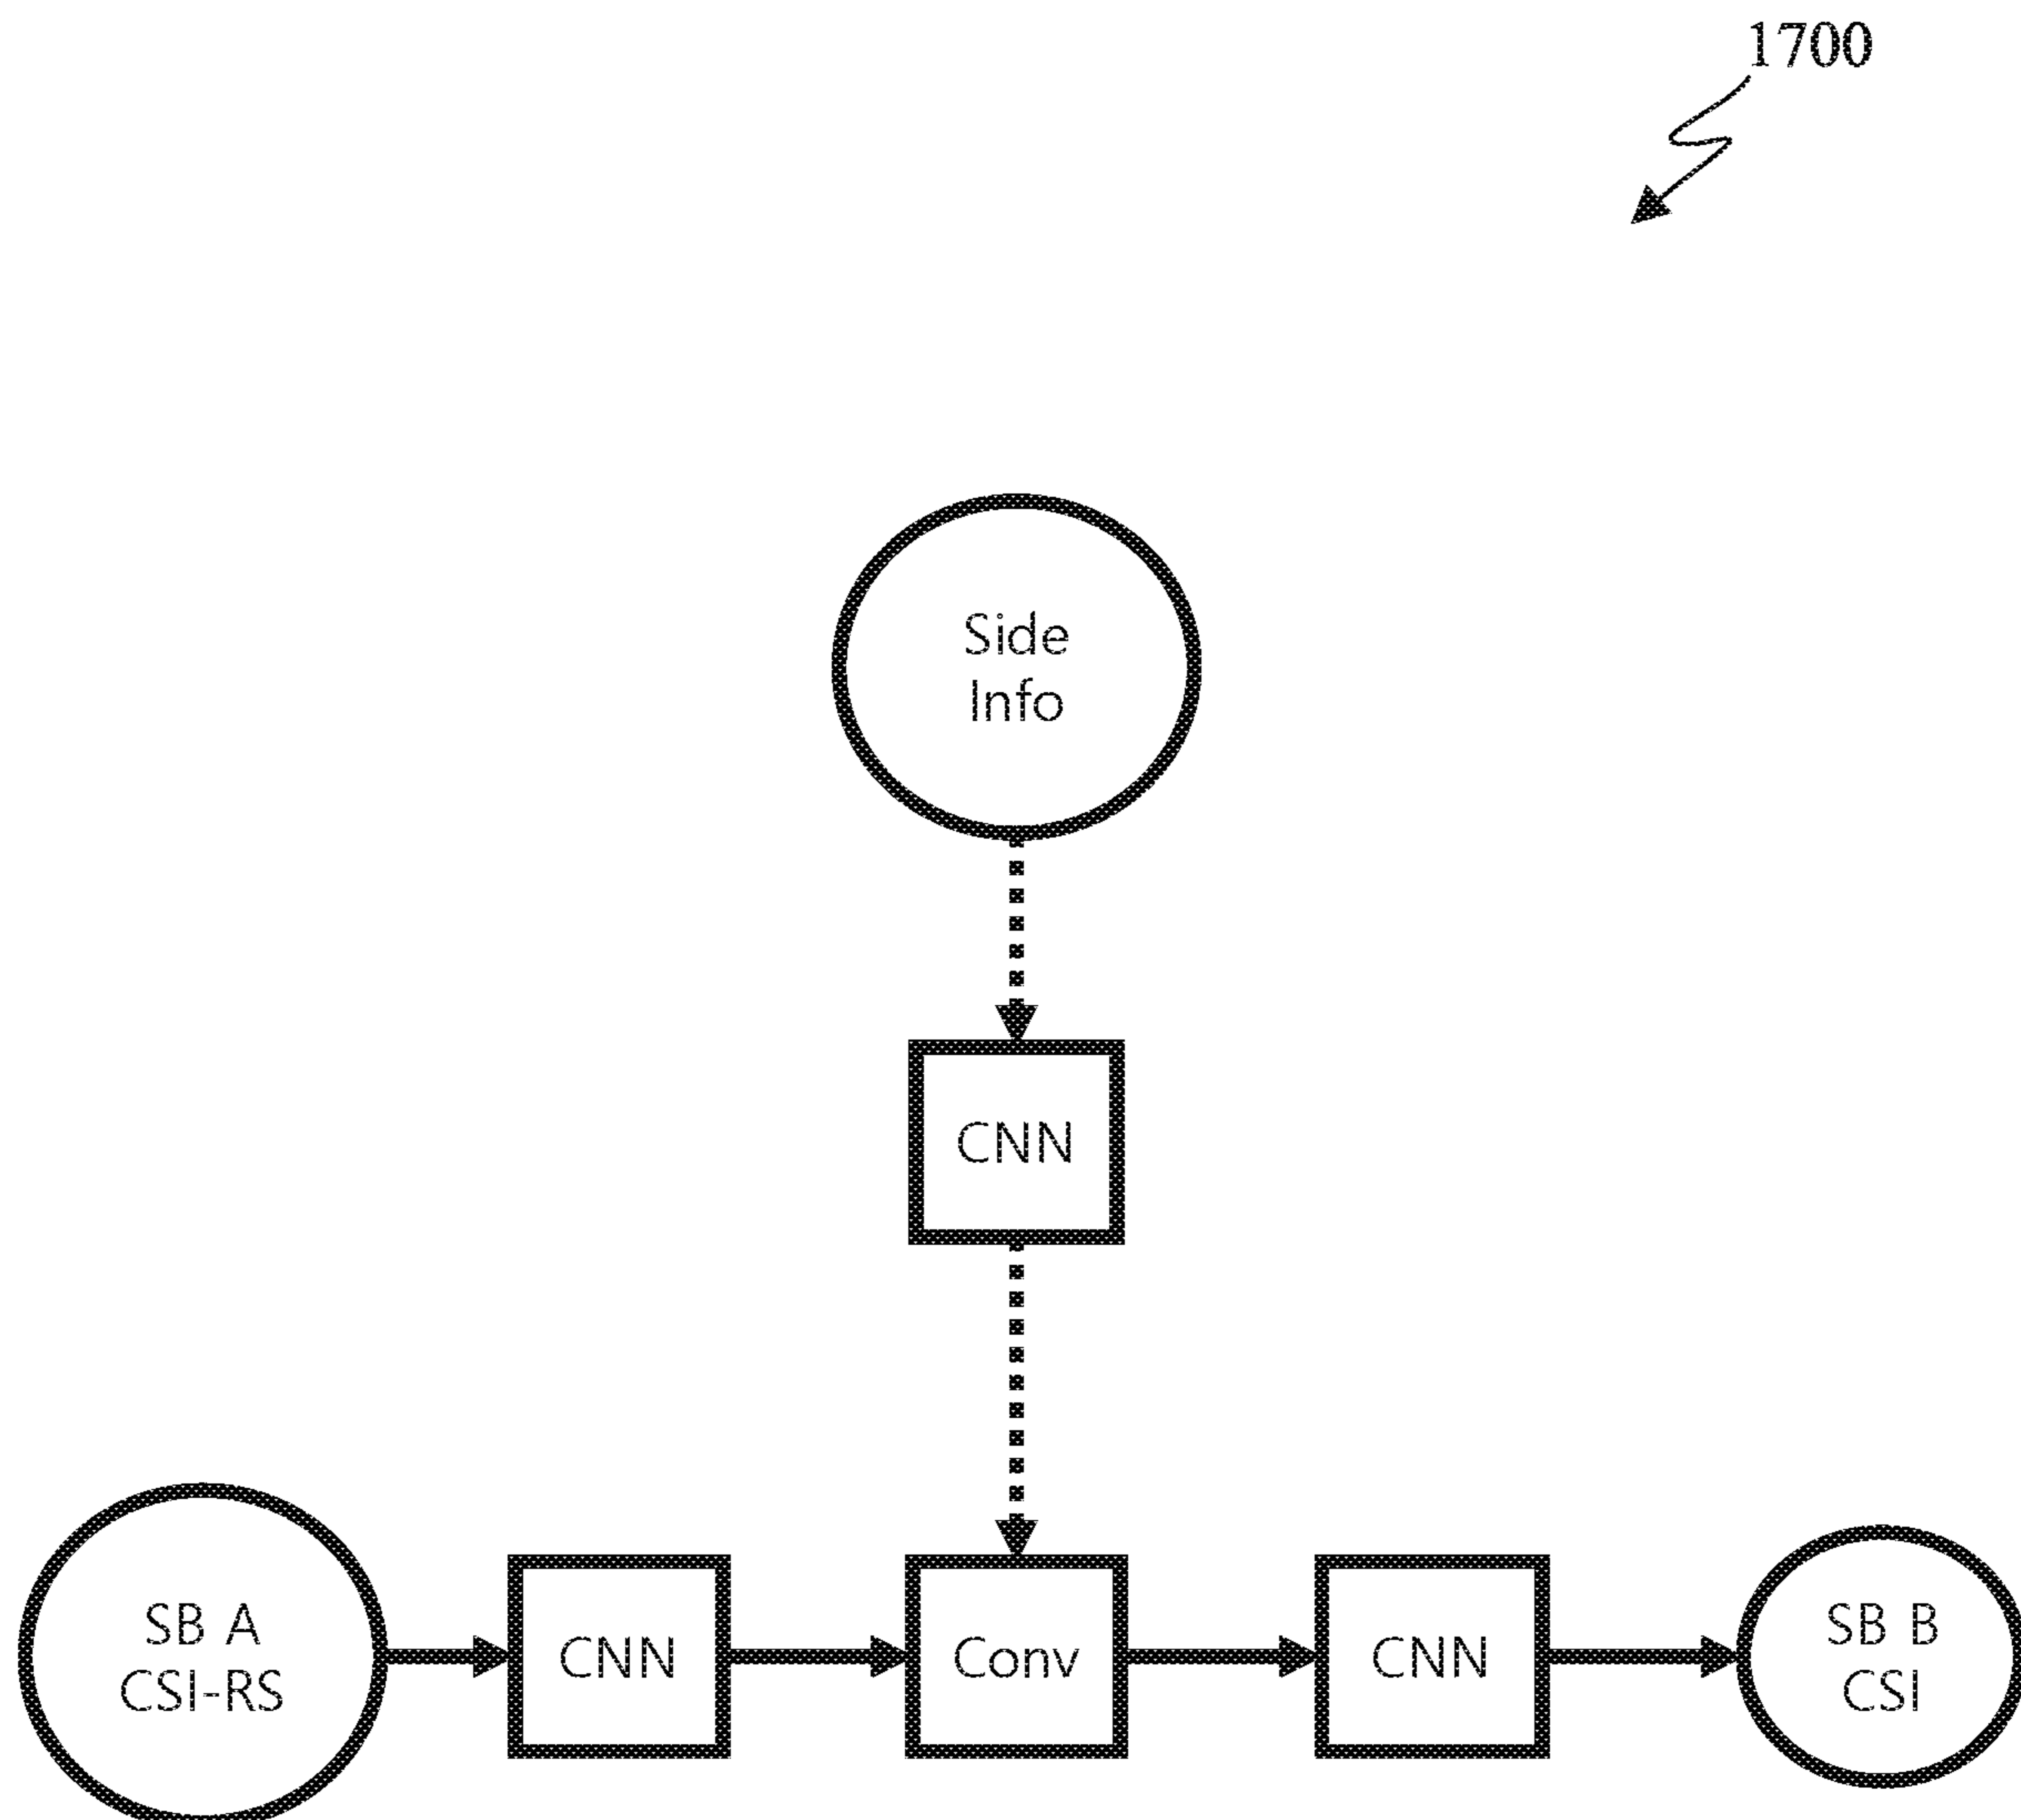 1700
Side
Info
CNN
SB A
CSI-RS
CNN
Conv
CNN
SB B
CSI